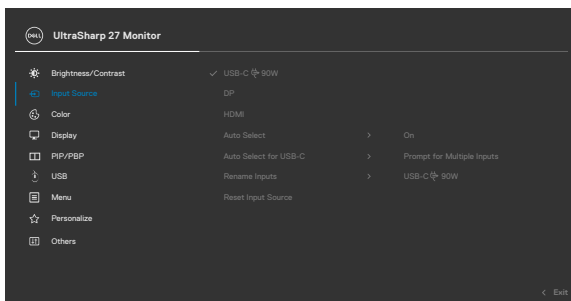 DELL UltraSharp 27 Monitor
Brightness/Contrast USB-C 90W
Input Source DP
Color HDMI
Display Auto Select > On
PIP/PBP Auto Select for USB-C > Prompt for Multiple Inputs
USB Rename Inputs > USB-C 90W
Menu Reset Input Source
Personalize
Others
< Exit